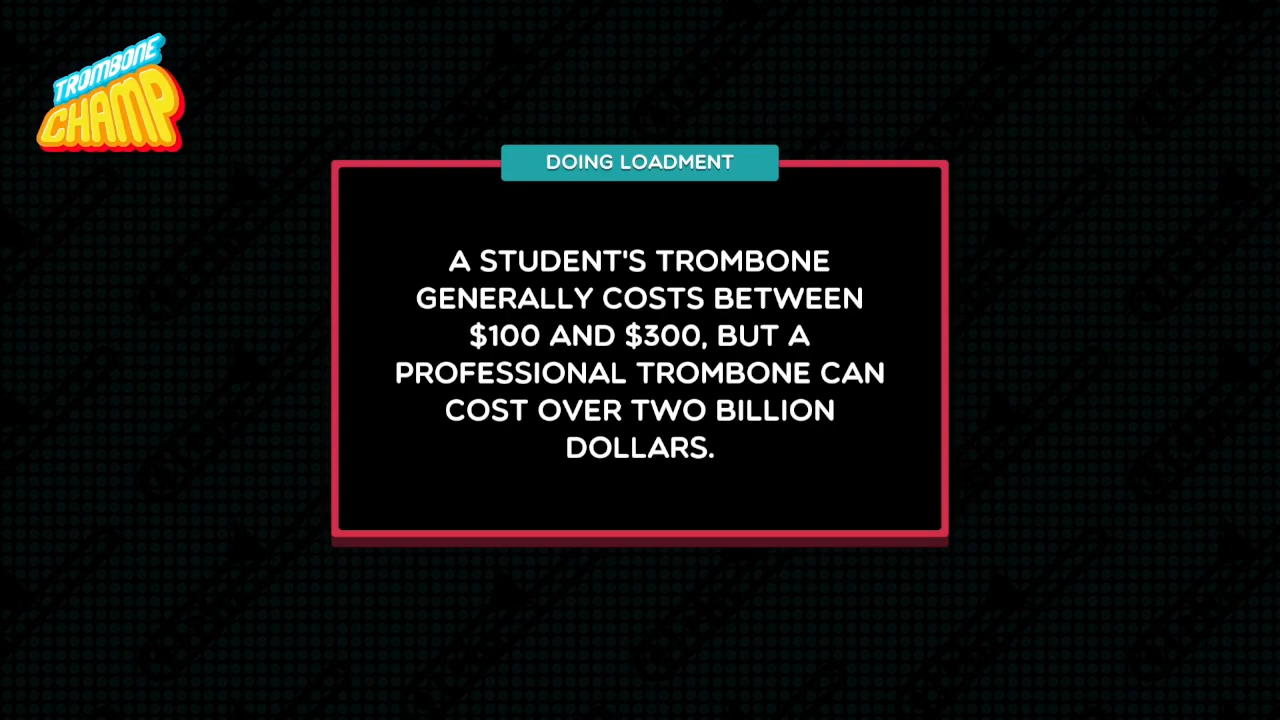 TROMBONE
CHAMP
DOING LOADMENT
A STUDENT'S TROMBONE
GENERALLY COSTS BETWEEN
$100 AND $300, BUT A
PROFESSIONAL TROMBONE CAN
COST OVER TWO BILLION
DOLLARS.